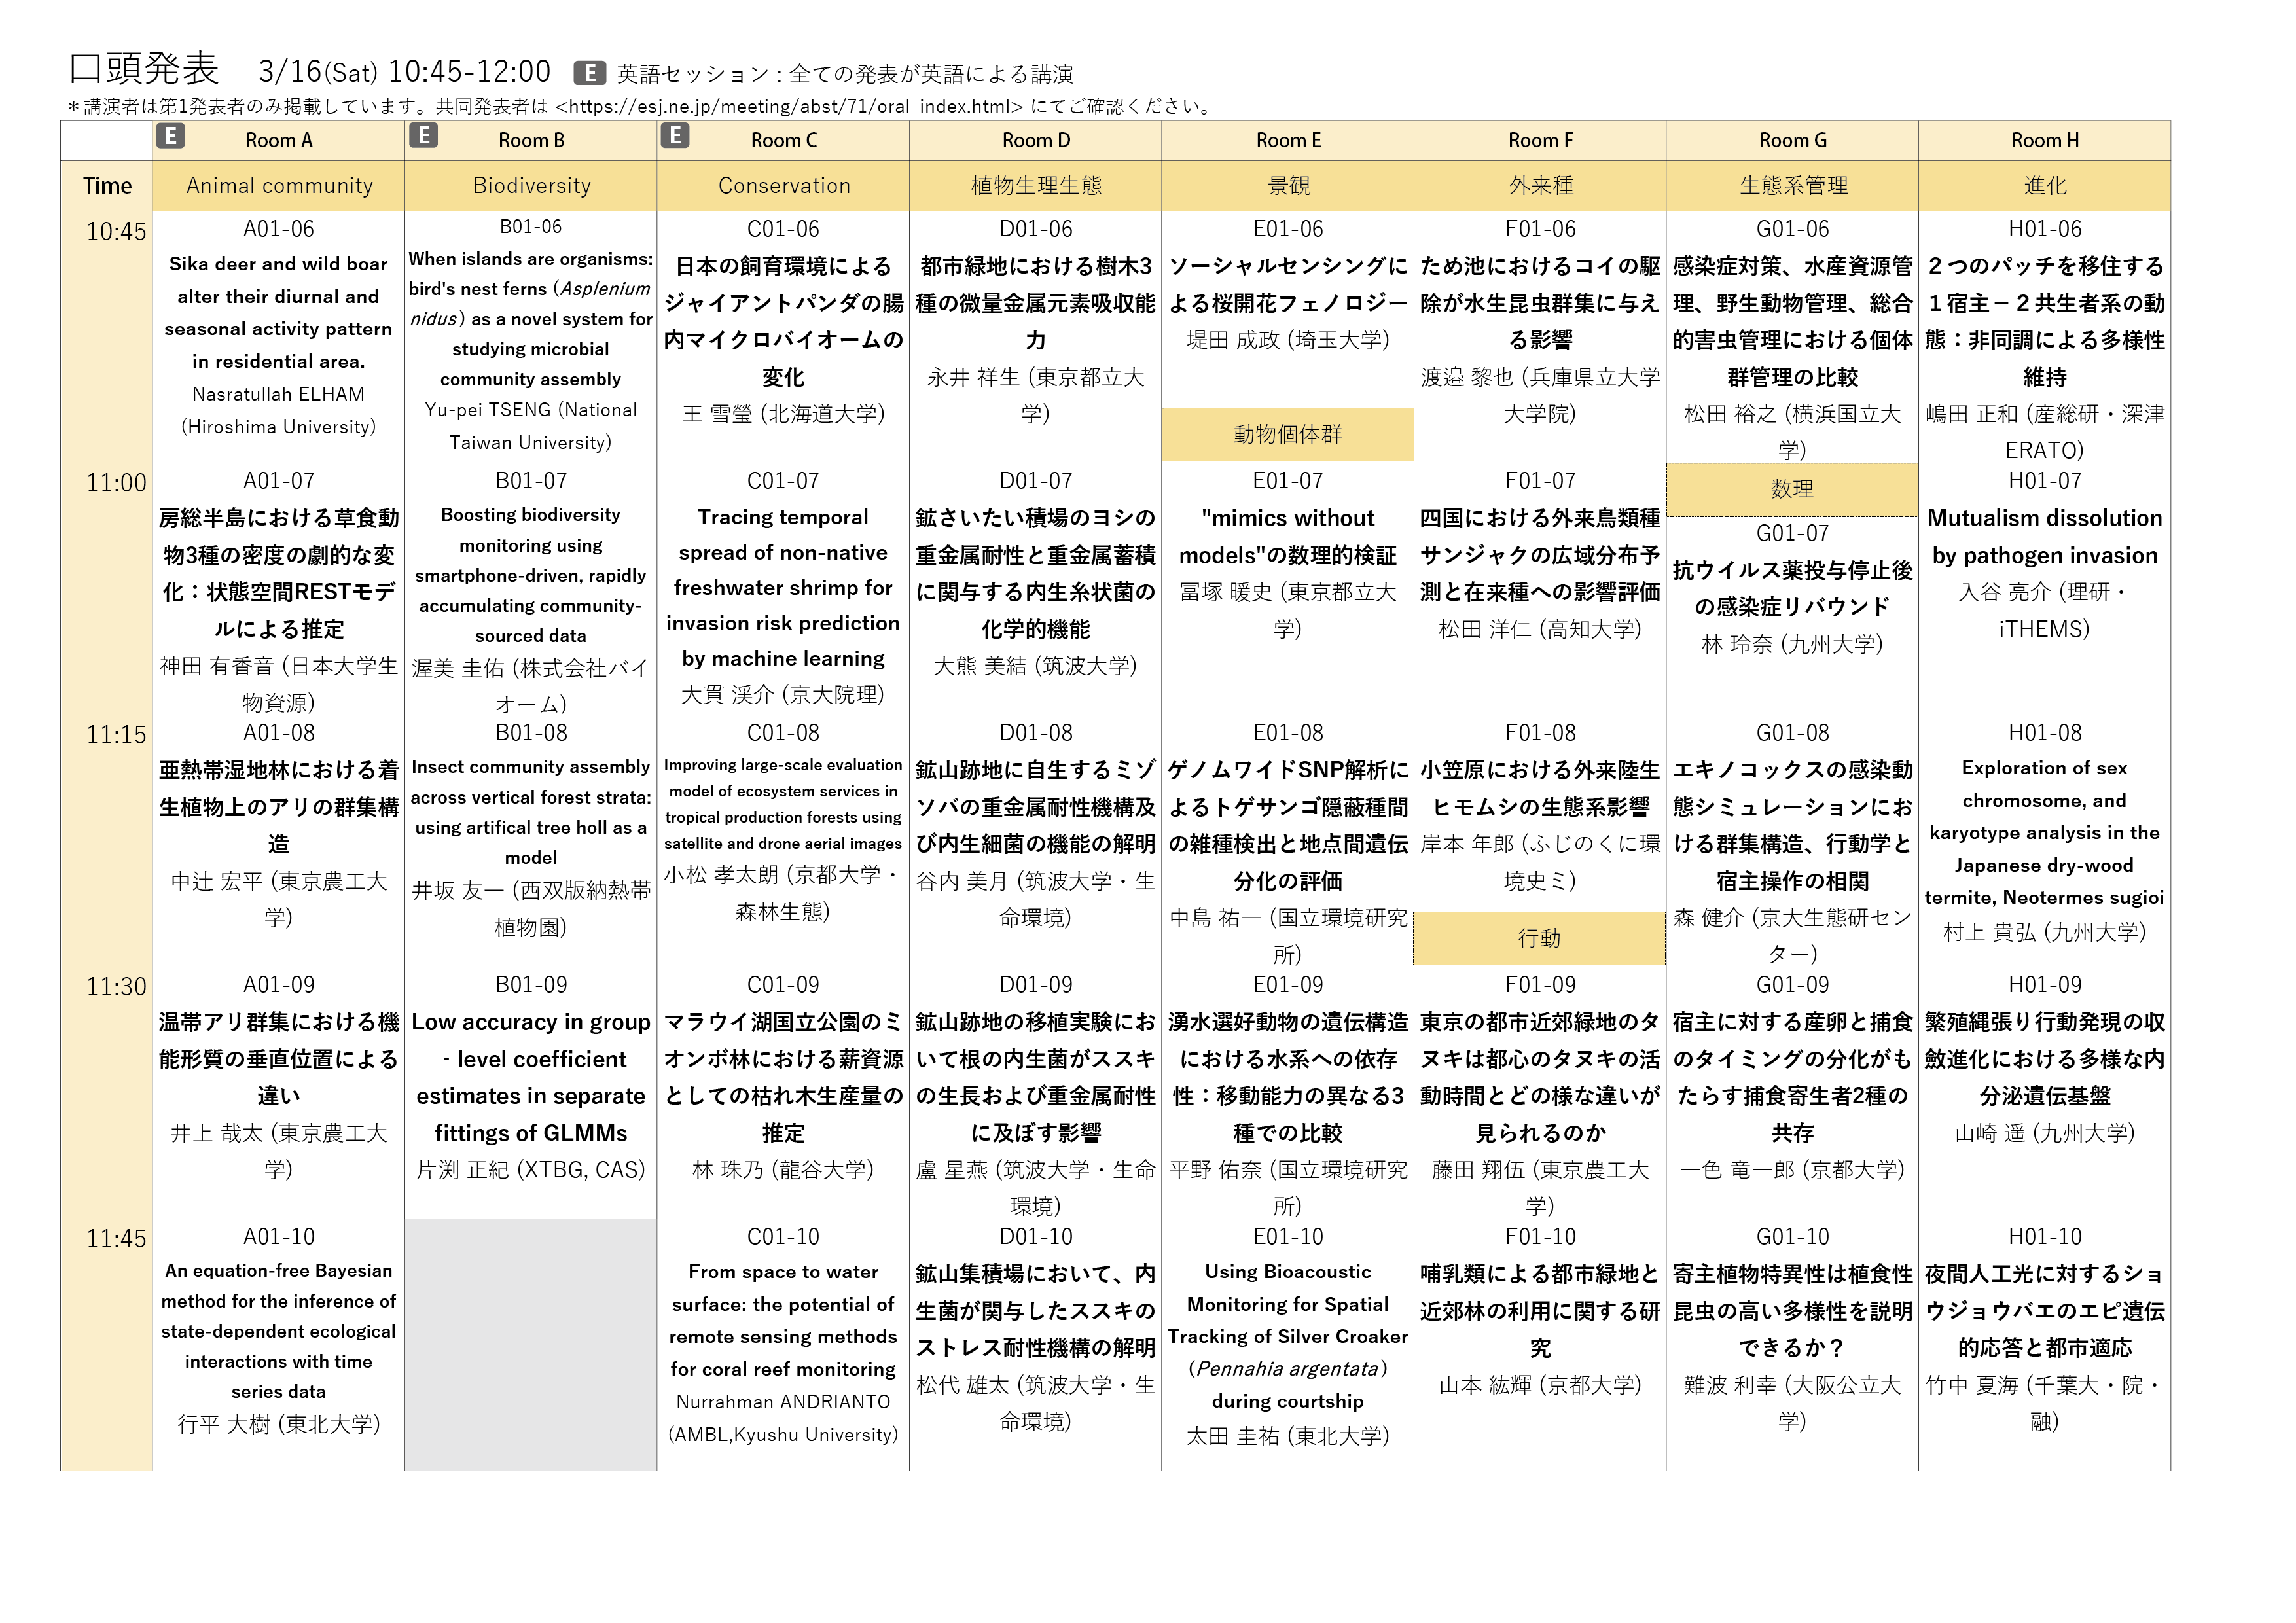 口頭発表 3/16(Sat) 10:45-12:00 E 英語セッション : 全ての発表が英語による講演
＊講演者は第1発表者のみ掲載しています。共同発表者は <https://esj.ne.jp/meeting/abst/71/oral_index.html> にてご確認ください。
E Room A E Room B E Room C Room D Room E Room F Room G Room H
Time Animal community Biodiversity Conservation 植物生理生態 景観 外来種 生態系管理 進化
10:45
A01-06
Sika deer and wild boar
alter their diurnal and
seasonal activity pattern
in residential area.
Nasratullah ELHAM
(Hiroshima University)
B01-06
When islands are organisms:
bird's nest ferns (Asplenium
nidus) as a novel system for
studying microbial
community assembly
Yu-pei TSENG (National
Taiwan University)
C01-06
日本の飼育環境による
ジャイアントパンダの腸
内マイクロバイオームの
変化
王 雪瑩 (北海道大学)
D01-06
都市緑地における樹木3
種の微量金属元素吸収能
力
永井 祥生 (東京都立大
学)
E01-06
ソーシャルセンシングに
よる桜開花フェノロジー
堤田 成政 (埼玉大学)
動物個体群
F01-06
ため池におけるコイの駆
除が水生昆虫群集に与え
る影響
渡邉 黎也 (兵庫県立大学
大学院)
G01-06
感染症対策、水産資源管
理、野生動物管理、総合
的害虫管理における個体
群管理の比較
松田 裕之 (横浜国立大
学)
H01-06
２つのパッチを移住する
１宿主－２共生者系の動
態：非同調による多様性
維持
嶋田 正和 (産総研・深津
ERATO)
11:00
A01-07
房総半島における草食動
物3種の密度の劇的な変
化：状態空間RESTモデ
ルによる推定
神田 有香音 (日本大学生
物資源)
B01-07
Boosting biodiversity
monitoring using
smartphone-driven, rapidly
accumulating community-
sourced data
渥美 圭佑 (株式会社バイ
オーム)
C01-07
Tracing temporal
spread of non-native
freshwater shrimp for
invasion risk prediction
by machine learning
大貫 渓介 (京大院理)
D01-07
鉱さいたい積場のヨシの
重金属耐性と重金属蓄積
に関与する内生糸状菌の
化学的機能
大熊 美結 (筑波大学)
E01-07
"mimics without
models"の数理的検証
冨塚 暖史 (東京都立大
学)
F01-07
四国における外来鳥類種
サンジャクの広域分布予
測と在来種への影響評価
松田 洋仁 (高知大学)
数理
G01-07
抗ウイルス薬投与停止後
の感染症リバウンド
林 玲奈 (九州大学)
H01-07
Mutualism dissolution
by pathogen invasion
入谷 亮介 (理研・
iTHEMS)
11:15
A01-08
亜熱帯湿地林における着
生植物上のアリの群集構
造
中辻 宏平 (東京農工大
学)
B01-08
Insect community assembly
across vertical forest strata:
using artifical tree holl as a
model
井坂 友一 (西双版納熱帯
植物園)
C01-08
Improving large-scale evaluation
model of ecosystem services in
tropical production forests using
satellite and drone aerial images
小松 孝太朗 (京都大学・
森林生態)
D01-08
鉱山跡地に自生するミゾ
ソバの重金属耐性機構及
び内生細菌の機能の解明
谷内 美月 (筑波大学・生
命環境)
E01-08
ゲノムワイドSNP解析に
よるトゲサンゴ隠蔽種間
の雑種検出と地点間遺伝
分化の評価
中島 祐一 (国立環境研究
所)
F01-08
小笠原における外来陸生
ヒモムシの生態系影響
岸本 年郎 (ふじのくに環
境史ミ)
行動
G01-08
エキノコックスの感染動
態シミュレーションにお
ける群集構造、行動学と
宿主操作の相関
森 健介 (京大生態研セン
ター)
H01-08
Exploration of sex
chromosome, and
karyotype analysis in the
Japanese dry-wood
termite, Neotermes sugioi
村上 貴弘 (九州大学)
11:30
A01-09
温帯アリ群集における機
能形質の垂直位置による
違い
井上 哉太 (東京農工大
学)
B01-09
Low accuracy in group
- level coefficient
estimates in separate
fittings of GLMMs
片渕 正紀 (XTBG, CAS)
C01-09
マラウイ湖国立公園のミ
オンボ林における薪資源
としての枯れ木生産量の
推定
林 珠乃 (龍谷大学)
D01-09
鉱山跡地の移植実験にお
いて根の内生菌がススキ
の生長および重金属耐性
に及ぼす影響
盧 星燕 (筑波大学・生命
環境)
E01-09
湧水選好動物の遺伝構造
における水系への依存
性：移動能力の異なる3
種での比較
平野 佑奈 (国立環境研究
所)
F01-09
東京の都市近郊緑地のタ
ヌキは都心のタヌキの活
動時間とどの様な違いが
見られるのか
藤田 翔伍 (東京農工大
学)
G01-09
宿主に対する産卵と捕食
のタイミングの分化がも
たらす捕食寄生者2種の
共存
一色 竜一郎 (京都大学)
H01-09
繁殖縄張り行動発現の収
斂進化における多様な内
分泌遺伝基盤
山崎 遥 (九州大学)
11:45
A01-10
An equation-free Bayesian
method for the inference of
state-dependent ecological
interactions with time
series data
行平 大樹 (東北大学)
C01-10
From space to water
surface: the potential of
remote sensing methods
for coral reef monitoring
Nurrahman ANDRIANTO
(AMBL,Kyushu University)
D01-10
鉱山集積場において、内
生菌が関与したススキの
ストレス耐性機構の解明
松代 雄太 (筑波大学・生
命環境)
E01-10
Using Bioacoustic
Monitoring for Spatial
Tracking of Silver Croaker
(Pennahia argentata)
during courtship
太田 圭祐 (東北大学)
F01-10
哺乳類による都市緑地と
近郊林の利用に関する研
究
山本 紘輝 (京都大学)
G01-10
寄主植物特異性は植食性
昆虫の高い多様性を説明
できるか？
難波 利幸 (大阪公立大
学)
H01-10
夜間人工光に対するショ
ウジョウバエのエピ遺伝
的応答と都市適応
竹中 夏海 (千葉大・院・
融)